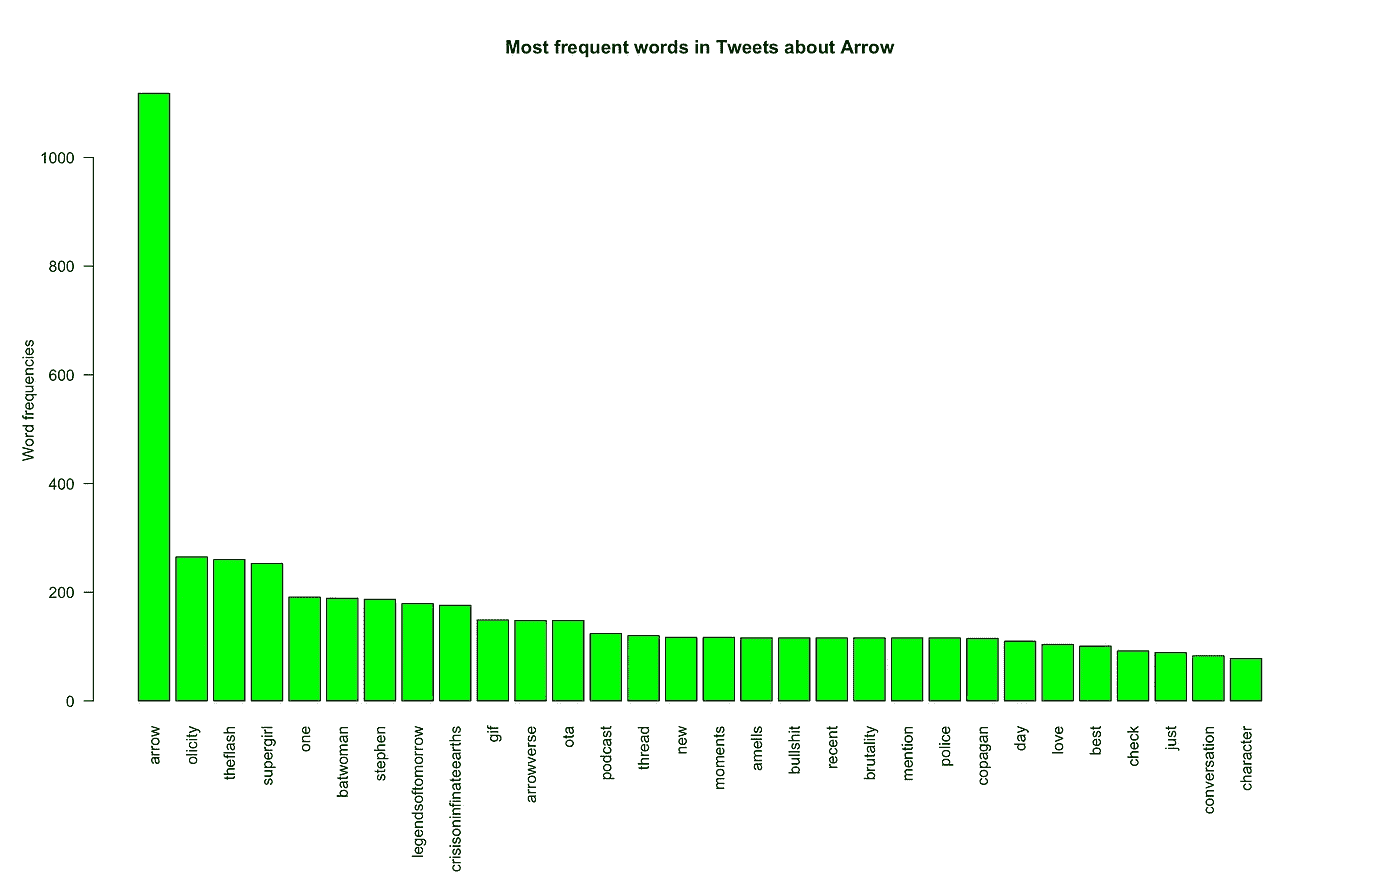 Most frequent words in Tweets about Arrow
Word frequencies
1000
800
600
400
200
0
arrow
olicity
theflash
supergirl
one
batwoman
stephen
legendsoftomorrow
crisisoninfinateearths
gif
arrowverse
ota
podcast
thread
new
moments
amells
bullshit
recent
brutality
mention
police
copagan
day
love
best
check
just
conversation
character